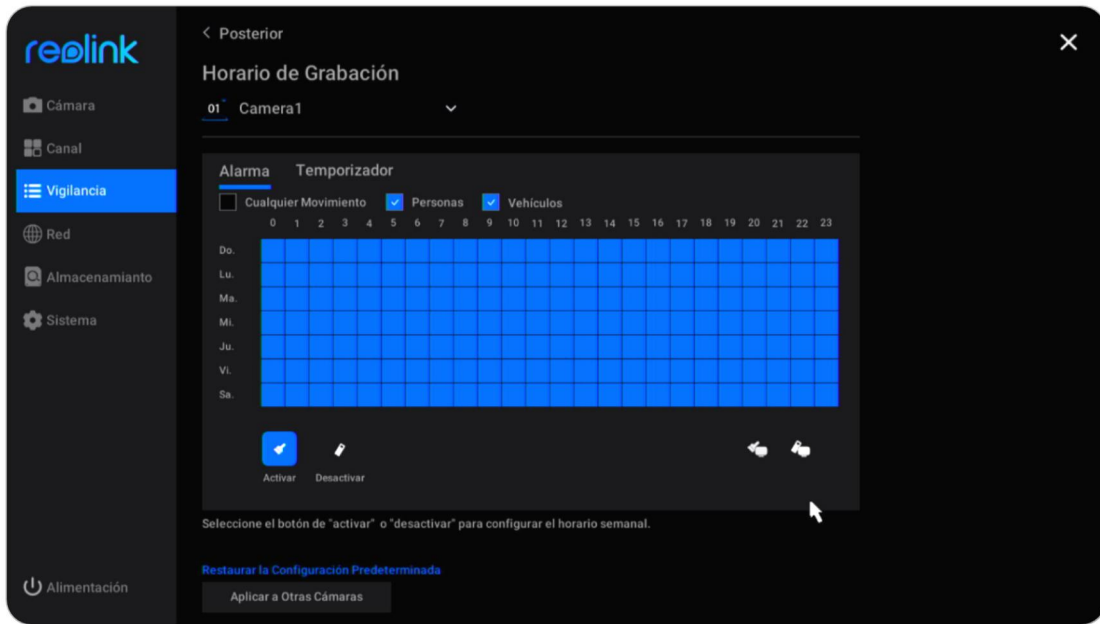 reolink
Cámara
Canal
Vigilancia
Red
Almacenamianto
Sistema
Alimentación
< Posterior
Horario de Grabación
01 Camera1
Alarma Temporizador
Cualquier Movimiento Personas Vehículos
0 1 2 3 4 5 6 7 8 9 10 11 12 13 14 15 16 17 18 19 20 21 22 23
Do.
Lu.
Ma.
Mi.
Ju.
Vi.
Sa.
Activar Desactivar
Seleccione el botón de "activar" o "desactivar" para configurar el horario semanal.
Restaurar la Configuración Predeterminada
Aplicar a Otras Cámaras